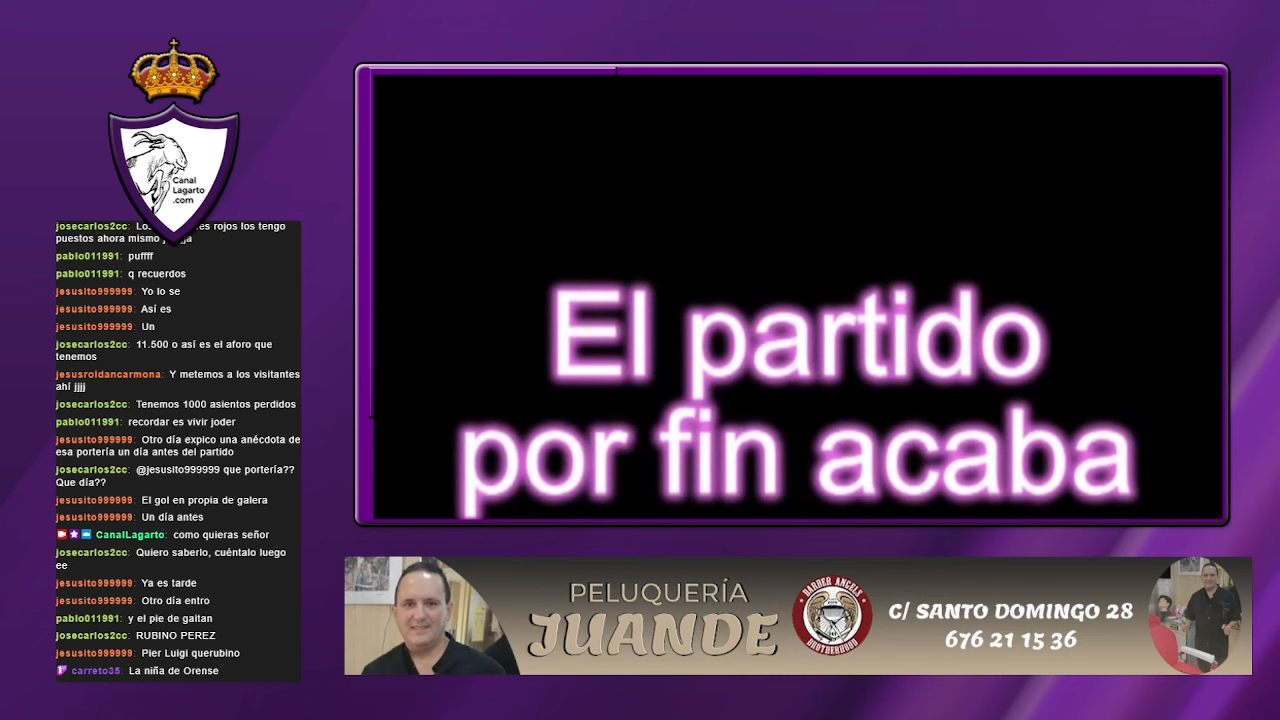 Canal
Lagarto
.com
josecarlos2cc: rojos los tengo
puestos ahora mismo
pablo011991: puffff
pablo011991: q recuerdos
jesusito999999: Yo lo se
jesusito999999: Así es
jesusito999999: Un
josecarlos2cc: 11.500 o así es el aforo que
tenemos
jesusroldancarmona: Y metemos a los visitantes
ahí jjjj
josecarlos2cc: Tenemos 1000 asientos perdidos
pablo011991: recordar es vivir joder
jesusito999999: Otro día expico una anécdota de
esa portería un día antes del partido
josecarlos2cc: @jesusito999999 que portería??
Que día??
jesusito999999: El gol en propia de galera
jesusito999999: Un día antes
CanalLagarto: como quieras señor
josecarlos2cc: Quiero saberlo, cuéntalo luego
ee
jesusito999999: Ya es tarde
jesusito999999: Otro día entro
pablo011991: y el pie de gaitan
josecarlos2cc: RUBINO PEREZ
jesusito999999: Pier Luigi querubino
carreto35: La niña de Orense
El partido
por fin acaba
PELUQUERÍA
JUANDE
BARBER ANGELS
BROTHERHOOD
C/ SANTO DOMINGO 28
676 21 15 36